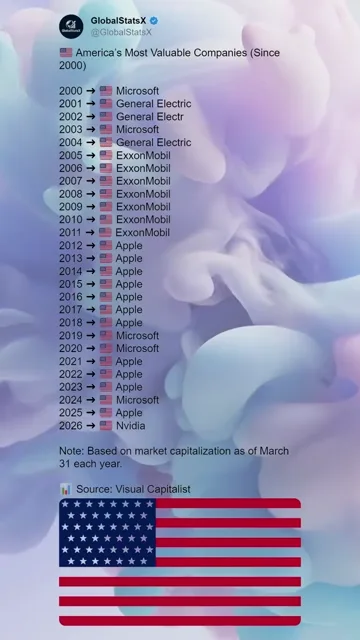 GlobalStatsX
@GlobalStatsX
🇺🇸 America's Most Valuable Companies (Since
2000)
2000 → 🇺🇸 Microsoft
2001 → 🇺🇸 General Electric
2002 → 🇺🇸 General Electr
2003 → 🇺🇸 Microsoft
2004 → 🇺🇸 General Electric
2005 → 🇺🇸 ExxonMobil
2006 → 🇺🇸 ExxonMobil
2007 → 🇺🇸 ExxonMobil
2008 → 🇺🇸 ExxonMobil
2009 → 🇺🇸 ExxonMobil
2010 → 🇺🇸 ExxonMobil
2011 → 🇺🇸 ExxonMobil
2012 → 🇺🇸 Apple
2013 → 🇺🇸 Apple
2014 → 🇺🇸 Apple
2015 → 🇺🇸 Apple
2016 → 🇺🇸 Apple
2017 → 🇺🇸 Apple
2018 → 🇺🇸 Apple
2019 → 🇺🇸 Microsoft
2020 → 🇺🇸 Microsoft
2021 → 🇺🇸 Apple
2022 → 🇺🇸 Apple
2023 → 🇺🇸 Apple
2024 → 🇺🇸 Microsoft
2025 → 🇺🇸 Apple
2026 → 🇺🇸 Nvidia
Note: Based on market capitalization as of March
31 each year.
📊 Source: Visual Capitalist